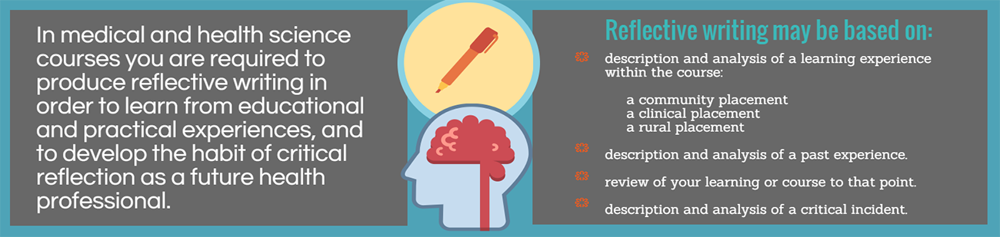 In medical and health science
courses you are required to
produce reflective writing in
order to learn from educational
and practical experiences, and
to develop the habit of critical
reflection as a future health
professional.
Reflective writing may be based on:
description and analysis of a learning experience
within the course:
a community placement
a clinical placement
a rural placement
description and analysis of a past experience.
review of your learning or course to that point.
description and analysis of a critical incident.